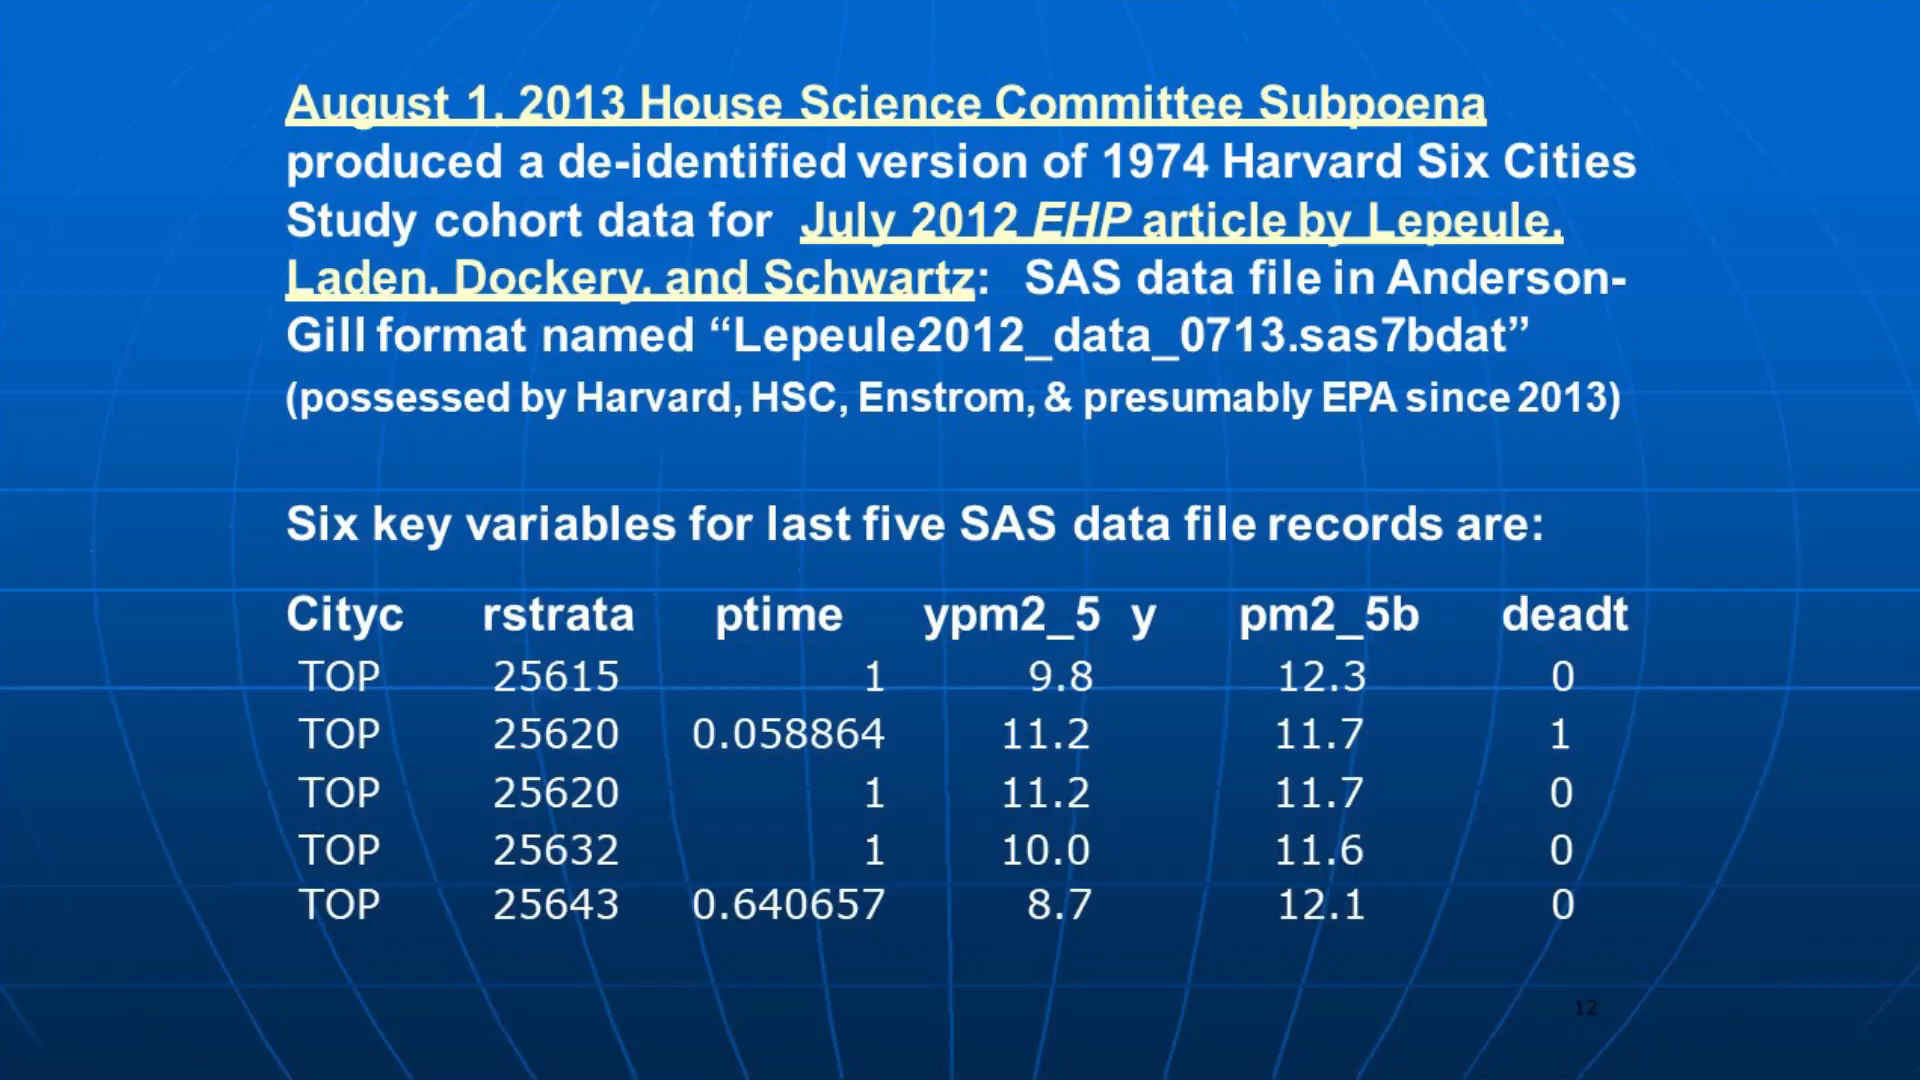 August 1, 2013 House Science Committee Subpoena
produced a de-identified version of 1974 Harvard Six Cities
Study cohort data for July 2012 EHP article by Lepeule,
Laden, Dockery, and Schwartz: SAS data file in Anderson-
Gill format named “Lepeule2012_data_0713.sas7bdat”
(possessed by Harvard, HSC, Enstrom, & presumably EPA since 2013)
Six key variables for last five SAS data file records are:
Cityc rstrata ptime ypm2_5 y pm2_5b deadt
TOP 25615 1 9.8 12.3 0
TOP 25620 0.058864 11.2 11.7 1
TOP 25620 1 11.2 11.7 0
TOP 25632 1 10.0 11.6 0
TOP 25643 0.640657 8.7 12.1 0
12